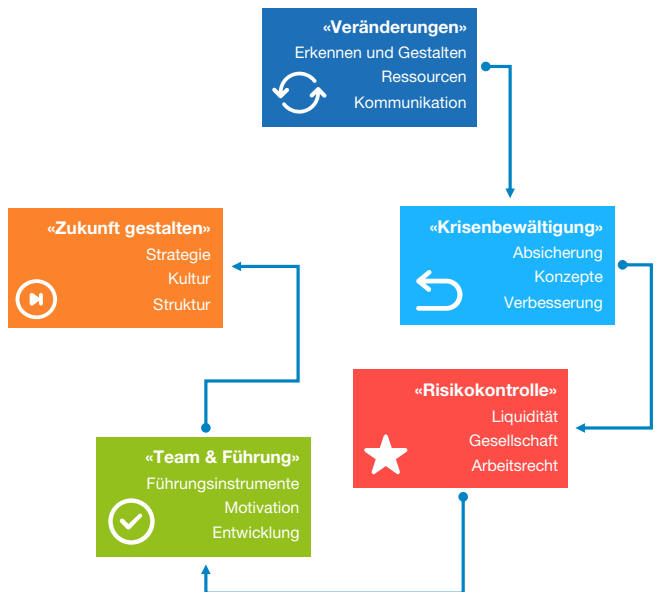 «Veränderungen»
Erkennen und Gestalten
Ressourcen
Kommunikation
«Krisenbewältigung»
Absicherung
Konzepte
Verbesserung
«Risikokontrolle»
Liquidität
Gesellschaft
Arbeitsrecht
«Team & Führung»
Führungsinstrumente
Motivation
Entwicklung
«Zukunft gestalten»
Strategie
Kultur
Struktur